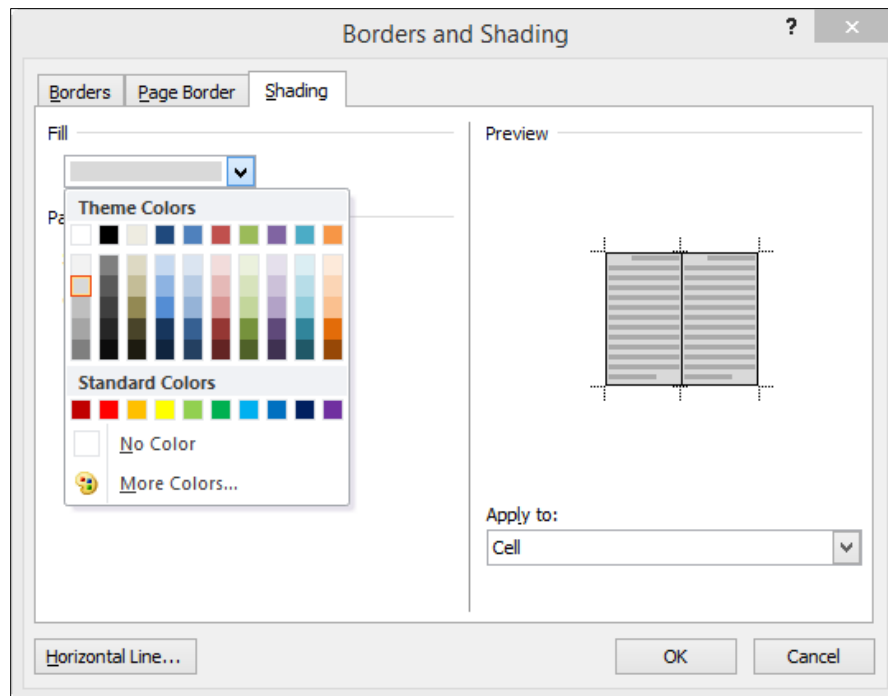 Borders and Shading
?
Borders Page Border Shading
Fill
Preview
Theme Colors
Pa
Standard Colors
No Color
More Colors...
Apply to:
Cell
Horizontal Line...
OK
Cancel